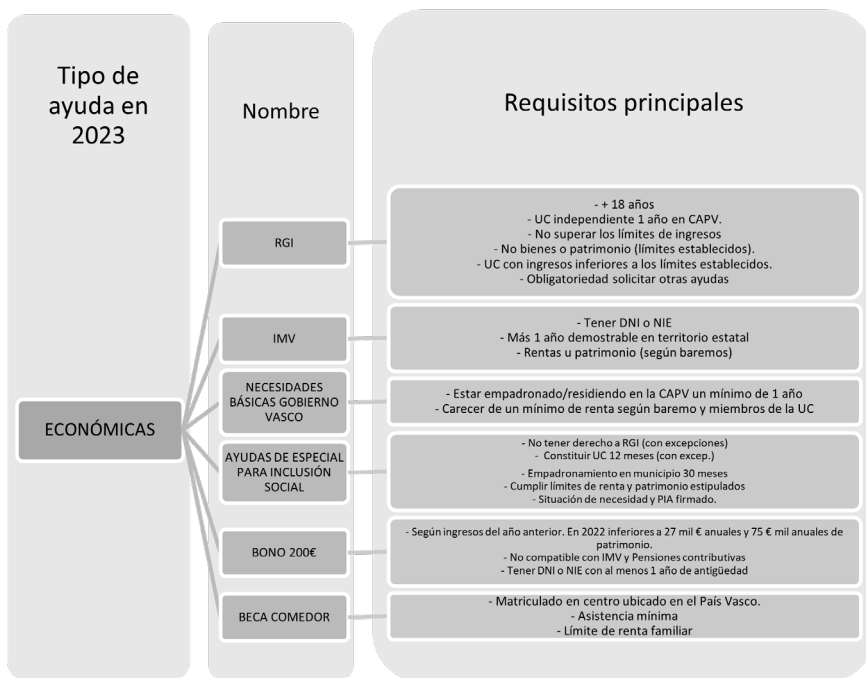 Tipo de
ayuda en
2023
Nombre
Requisitos principales
ECONÓMICAS
RGI
- + 18 años
- UC independiente 1 año en CAPV.
- No superar los límites de ingresos
- No bienes o patrimonio (límites establecidos).
- UC con ingresos inferiores a los límites establecidos.
- Obligatoriedad solicitar otras ayudas
IMV
- Tener DNI o NIE
- Más 1 año demostrable en territorio estatal
- Rentas u patrimonio (según baremos)
NECESIDADES
BÁSICAS GOBIERNO
VASCO
- Estar empadronado/residiendo en la CAPV un mínimo de 1 año
- Carecer de un mínimo de renta según baremo y miembros de la UC
AYUDAS DE ESPECIAL
PARA INCLUSIÓN
SOCIAL
- No tener derecho a RGI (con excepciones)
- Constituir UC 12 meses (con excep.)
- Empadronamiento en municipio 30 meses
- Cumplir límites de renta y patrimonio estipulados
- Situación de necesidad y PIA firmado.
BONO 200€
- Según ingresos del año anterior. En 2022 inferiores a 27 mil € anuales y 75 € mil anuales de
patrimonio.
- No compatible con IMV y Pensiones contributivas
- Tener DNI o NIE con al menos 1 año de antigüedad
BECA COMEDOR
- Matriculado en centro ubicado en el País Vasco.
- Asistencia mínima
- Límite de renta familiar